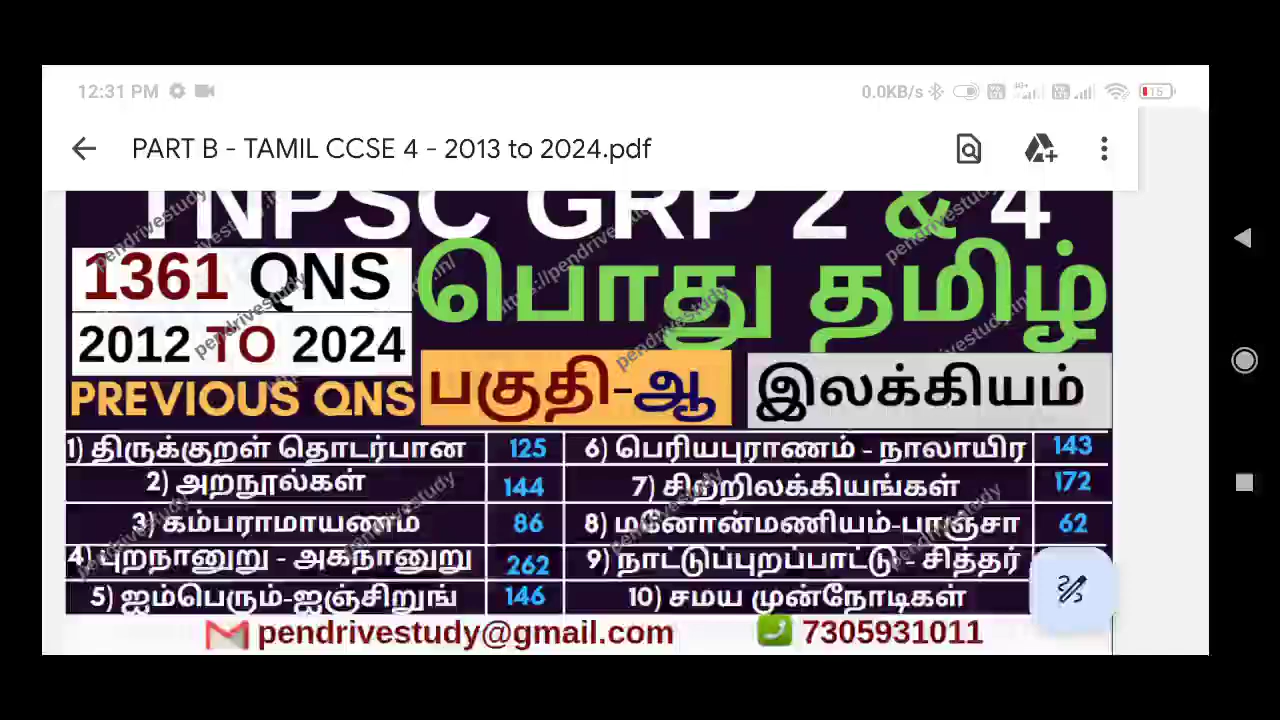 12:31 PM
0.0KB/s
15
PART B - TAMIL CCSE 4 - 2013 to 2024.pdf
TNPSC GRP 2 & 4
1361 QNS
பொது தமிழ்
2012 TO 2024
PREVIOUS QNS
பகுதி-ஆ
இலக்கியம்
1) திருக்குறள் தொடர்பான 125
6) பெரியபுராணம் - நாலாயிர 143
2) அறநூல்கள் 144
7) சிற்றிலக்கியங்கள் 172
3) கம்பராமாயணம் 86
8) மனோன்மணியம்-பாஞ்சா 62
4) புறநானுறு - அகநானுறு 262
9) நாட்டுப்புறப்பாட்டு - சித்தர்
5) ஐம்பெரும்-ஐஞ்சிறுங் 146
10) சமய முன்நோடிகள்
pendrivestudy@gmail.com
7305931011